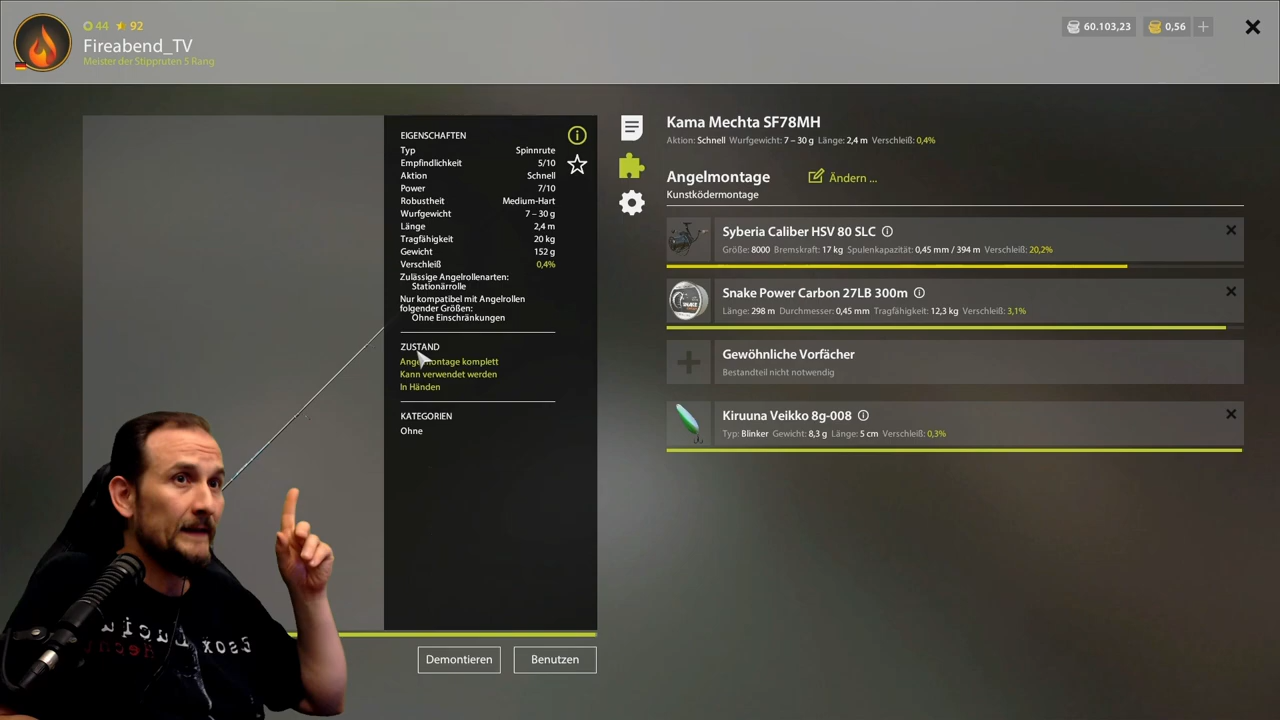 44 92
Fireabend_TV
Meister der Stippruten 5 Rang
60.103,23 0,56
EIGENSCHAFTEN
Typ Spinnrute
Empfindlichkeit 5/10
Aktion Schnell
Power 7/10
Robustheit Medium-Hart
Wurfgewicht 7 – 30 g
Länge 2,4 m
Tragfähigkeit 20 kg
Gewicht 152 g
Verschleiß 0,4%
Zulässige Angelrollenarten:
Stationärrolle
Nur kompatibel mit Angelrollen
folgender Größen:
Ohne Einschränkungen
ZUSTAND
Angelmontage komplett
Kann verwendet werden
In Händen
KATEGORIEN
Ohne
Demontieren Benutzen
Kama Mechta SF78MH
Aktion: Schnell Wurfgewicht: 7 – 30 g Länge: 2,4 m Verschleiß: 0,4%
Angelmontage Ändern ...
Kunstködermontage
Syberia Caliber HSV 80 SLC
Größe: 8000 Bremskraft: 17 kg Spulenkapazität: 0,45 mm / 394 m Verschleiß: 20,2%
Snake Power Carbon 27LB 300m
Länge: 298 m Durchmesser: 0,45 mm Tragfähigkeit: 12,3 kg Verschleiß: 3,1%
Gewöhnliche Vorfächer
Bestandteil nicht notwendig
Kiruuna Veikko 8g-008
Typ: Blinker Gewicht: 8,3 g Länge: 5 cm Verschleiß: 0,3%
Esox Luciu
Hech